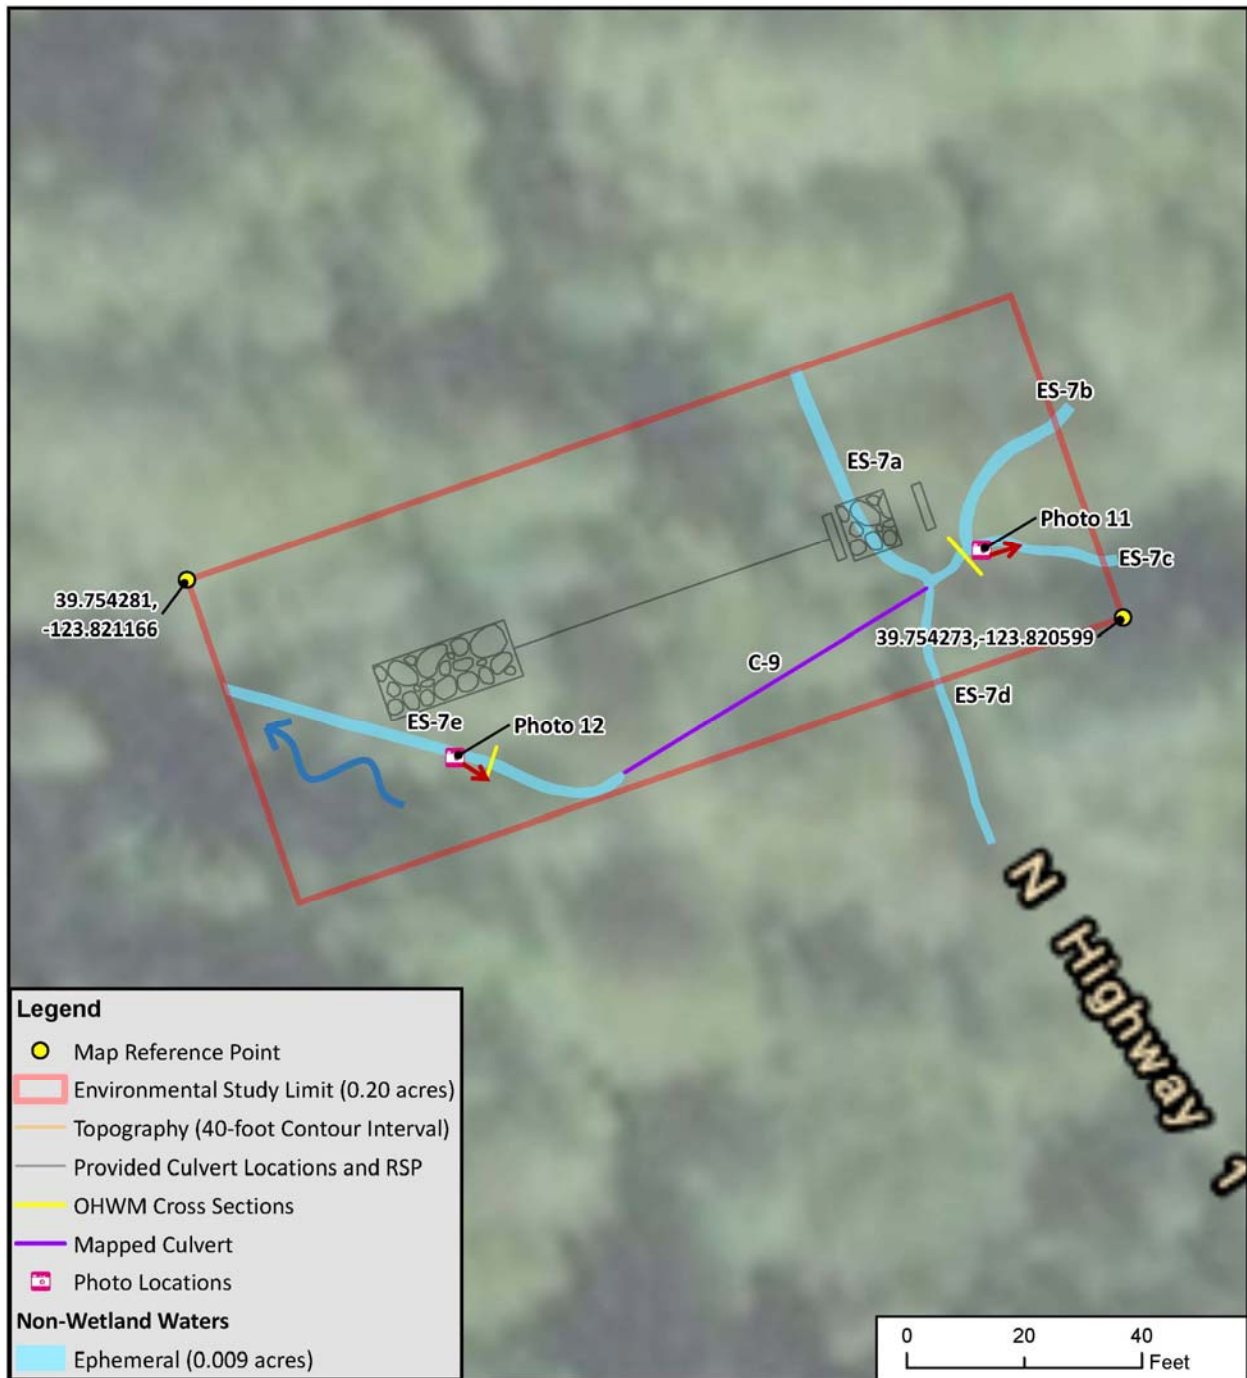 ES-7b
ES-7a
Photo 11
ES-7c
39.754281,
-123.821166
39.754273,-123.820599
C-9
ES-7d
ES-7e
Photo 12
N Highway 1
Legend
Map Reference Point
Environmental Study Limit (0.20 acres)
Topography (40-foot Contour Interval)
Provided Culvert Locations and RSP
OHWM Cross Sections
Mapped Culvert
Photo Locations
Non-Wetland Waters
Ephemeral (0.009 acres)
0 20 40
Feet